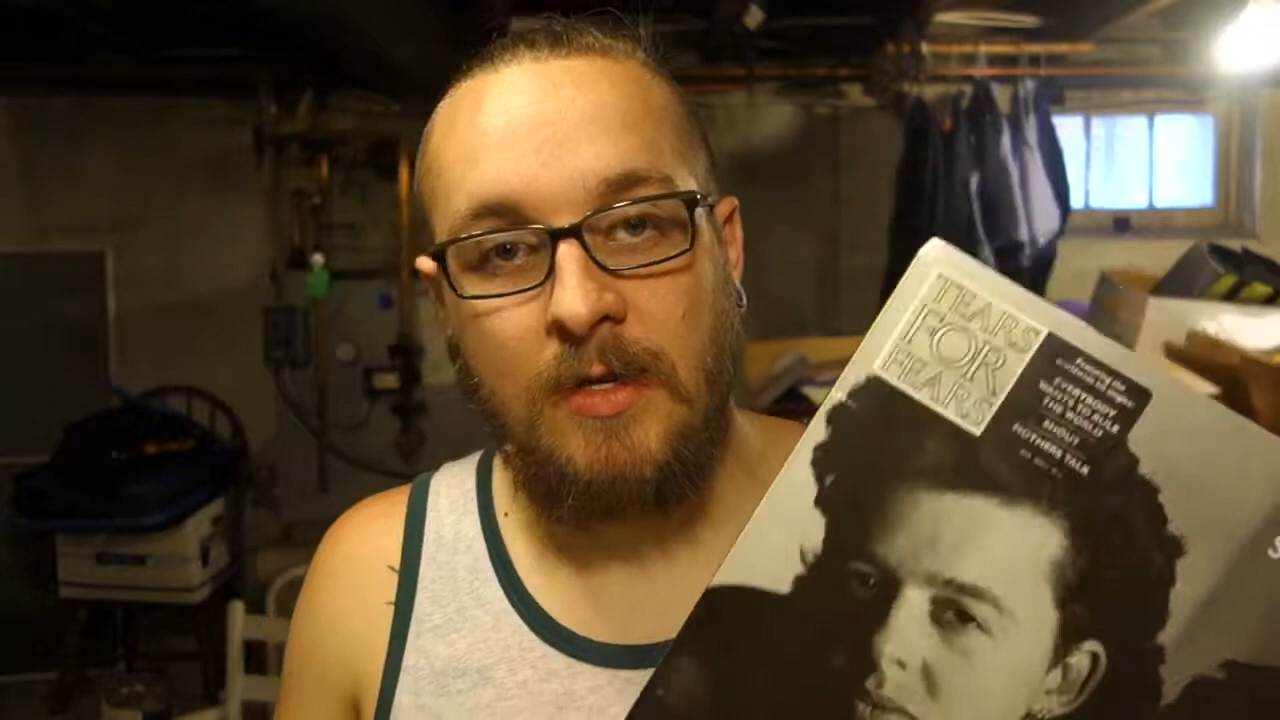 TEARS
FOR
FEARS
Featuring the
EVERYBODY
WANTS TO RULE
THE WORLD
SHOUT
MOTHERS TALK